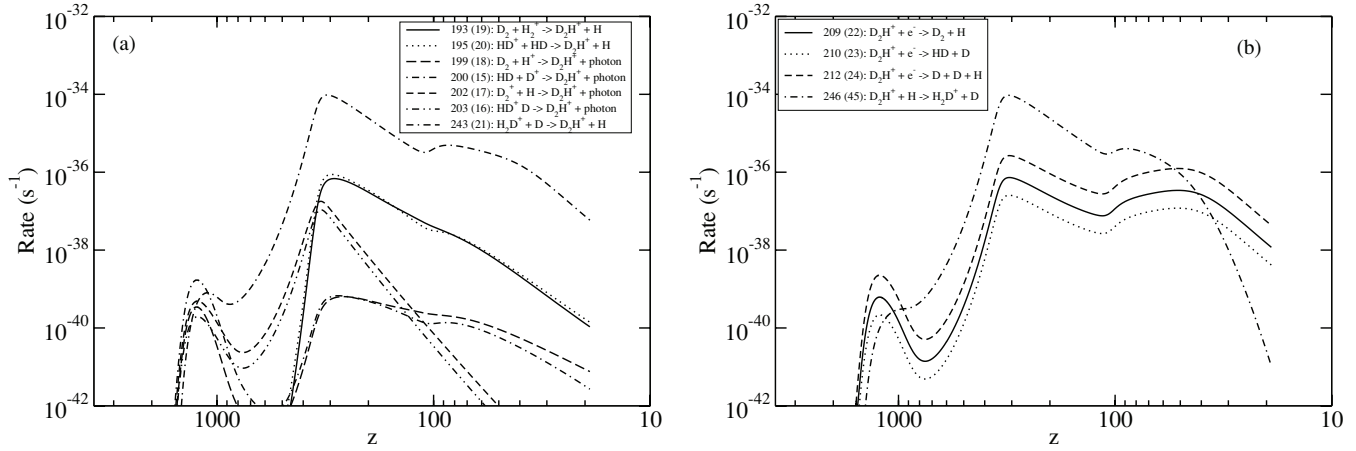 (a)
193 (19): D₂ + H₂⁺ -> D₂H⁺ + H
195 (20): HD⁺ + HD -> D₂H⁺ + H
199 (18): D₂ + H⁺ -> D₂H⁺ + photon
200 (15): HD + D⁺ -> D₂H⁺ + photon
202 (17): D₂⁺ + H -> D₂H⁺ + photon
203 (16): HD⁺ D -> D₂H⁺ + photon
243 (21): H₂D⁺ + D -> D₂H⁺ + H
Rate (s⁻¹)
10⁻³²
10⁻³⁴
10⁻³⁶
10⁻³⁸
10⁻⁴⁰
10⁻⁴²
1000
100
10
z
(b)
209 (22): D₂H⁺ + e⁻ -> D₂ + H
210 (23): D₂H⁺ + e⁻ -> HD + D
212 (24): D₂H⁺ + e⁻ -> D + D + H
246 (45): D₂H⁺ + H -> H₂D⁺ + D
Rate (s⁻¹)
10⁻³²
10⁻³⁴
10⁻³⁶
10⁻³⁸
10⁻⁴⁰
10⁻⁴²
1000
100
10
z